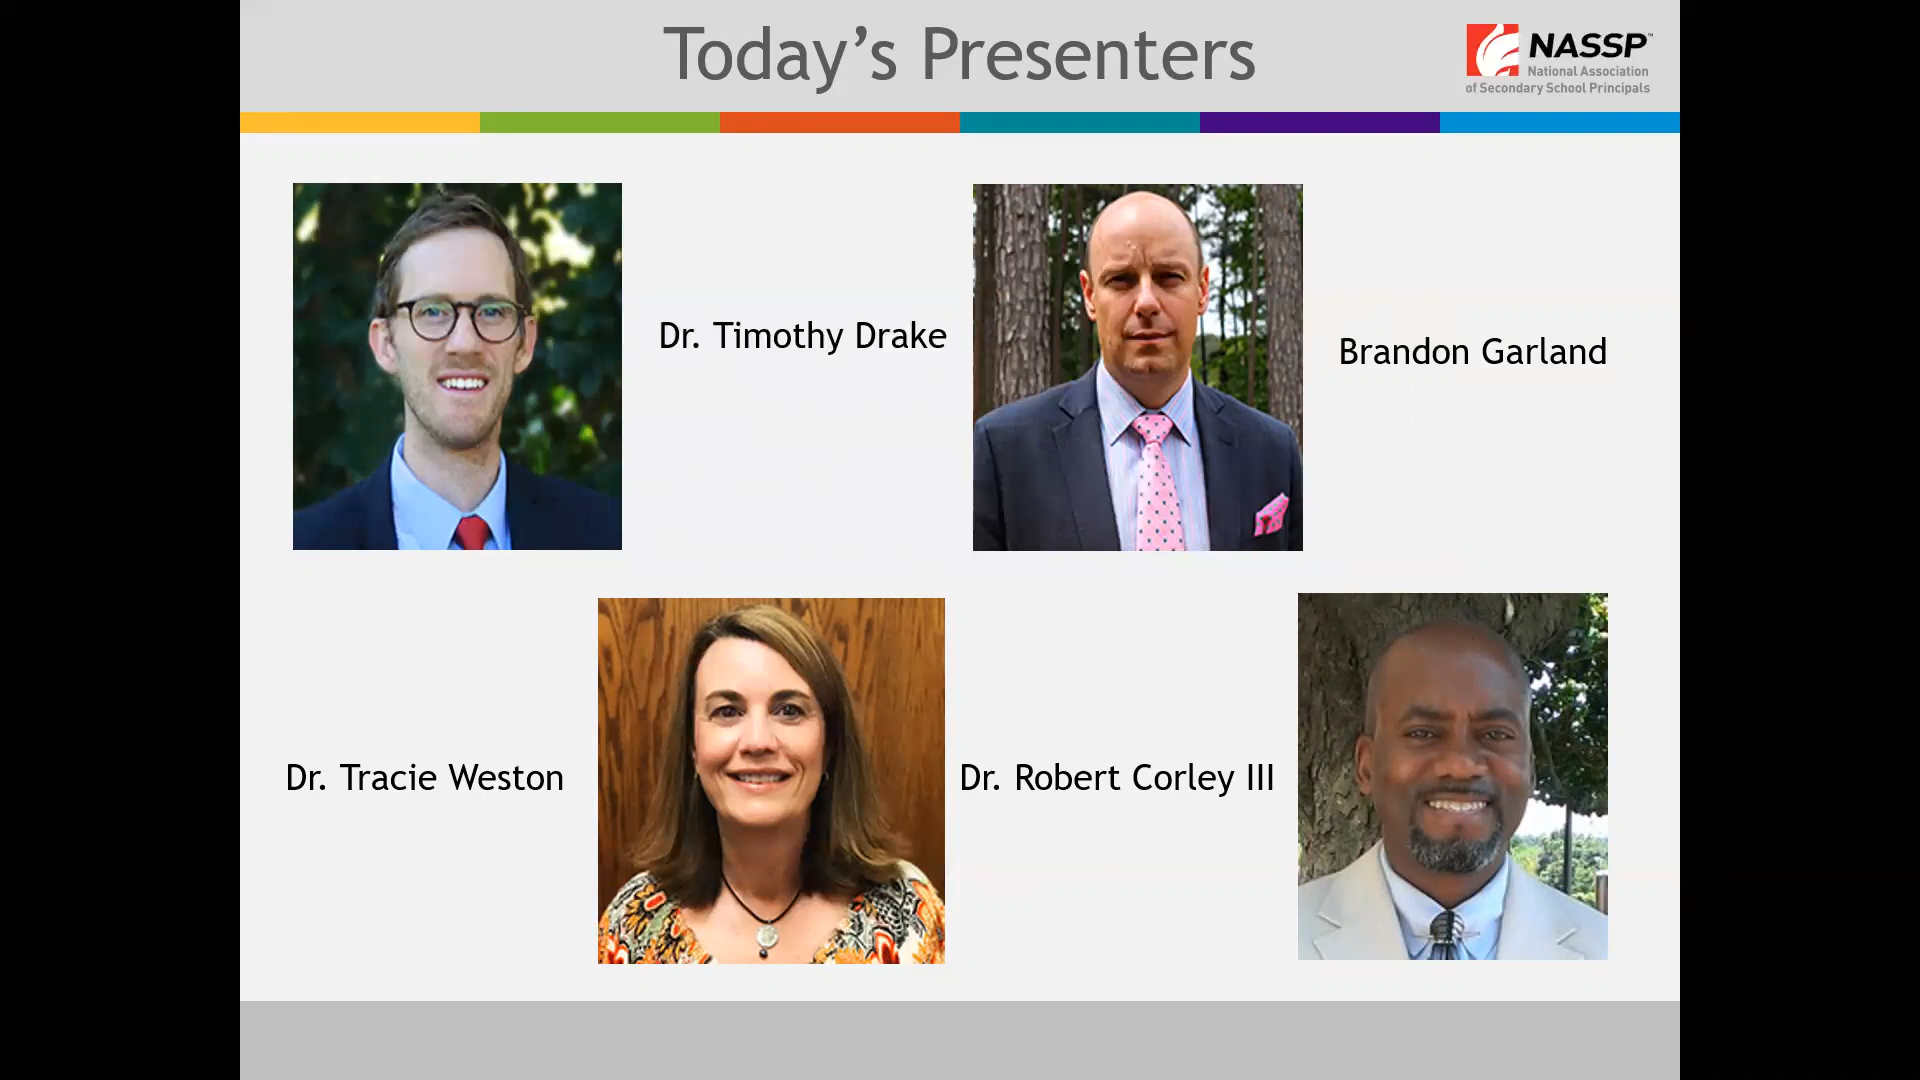 Today's Presenters
NASSP™
National Association
of Secondary School Principals
Dr. Timothy Drake
Brandon Garland
Dr. Tracie Weston
Dr. Robert Corley III